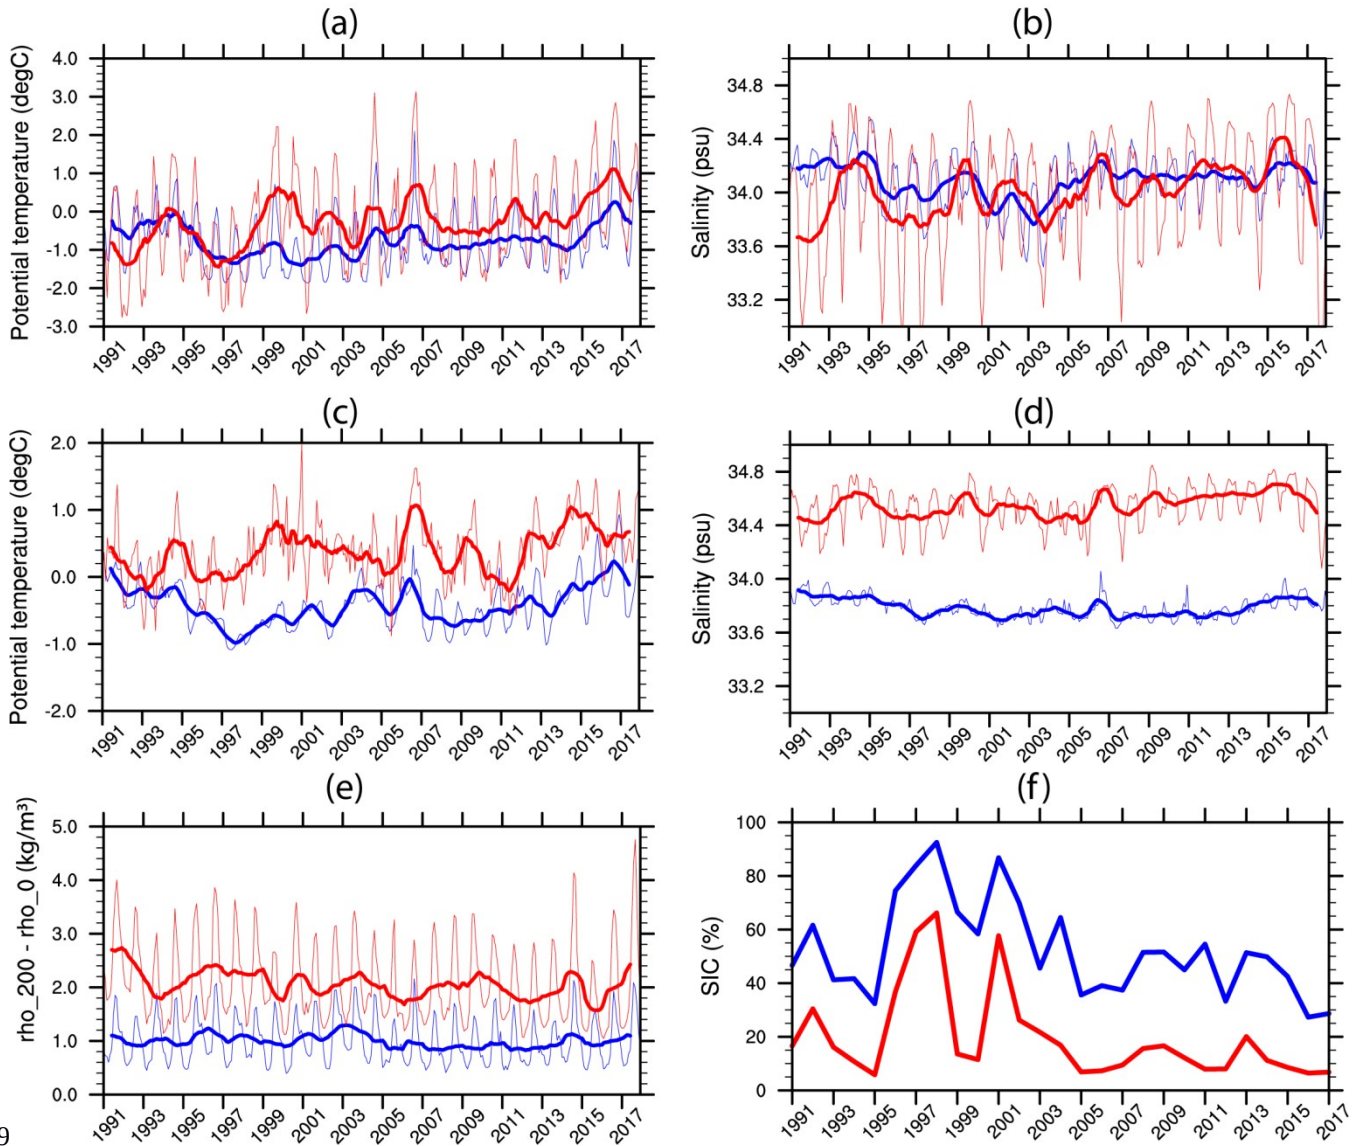 (a)
Potential temperature (degC)
4.0
3.0
2.0
1.0
0.0
-1.0
-2.0
-3.0
1991 1993 1995 1997 1999 2001 2003 2005 2007 2009 2011 2013 2015 2017
(b)
Salinity (psu)
34.8
34.4
34.0
33.6
33.2
1991 1993 1995 1997 1999 2001 2003 2005 2007 2009 2011 2013 2015 2017
(c)
Potential temperature (degC)
2.0
1.0
0.0
-1.0
-2.0
1991 1993 1995 1997 1999 2001 2003 2005 2007 2009 2011 2013 2015 2017
(d)
Salinity (psu)
34.8
34.4
34.0
33.6
33.2
1991 1993 1995 1997 1999 2001 2003 2005 2007 2009 2011 2013 2015 2017
(e)
rho_200 - rho_0 (kg/m³)
5.0
4.0
3.0
2.0
1.0
0.0
1991 1993 1995 1997 1999 2001 2003 2005 2007 2009 2011 2013 2015 2017
(f)
SIC (%)
100
80
60
40
20
0
1991 1993 1995 1997 1999 2001 2003 2005 2007 2009 2011 2013 2015 2017
9